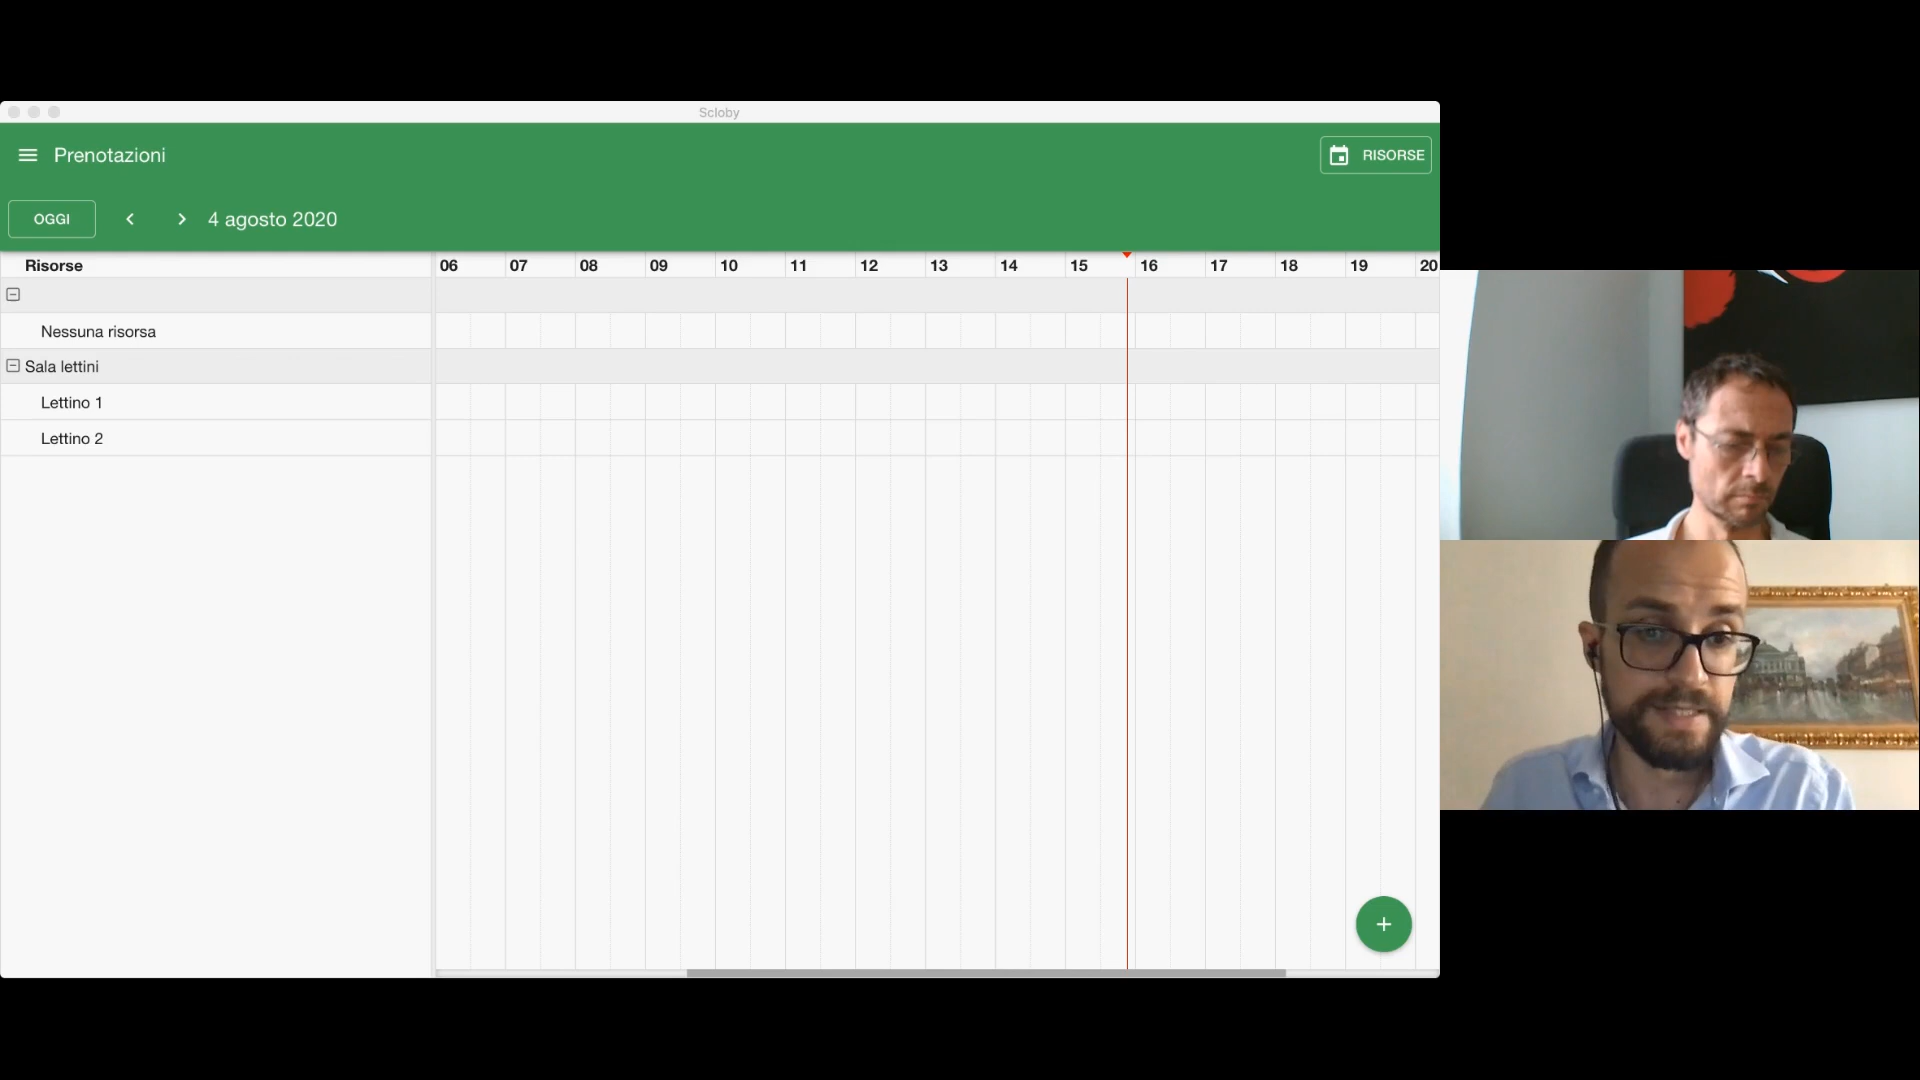 Scloby
Prenotazioni
RISORSE
OGGI
4 agosto 2020
Risorse
06 07 08 09 10 11 12 13 14 15 16 17 18 19 20
Nessuna risorsa
Sala lettini
Lettino 1
Lettino 2